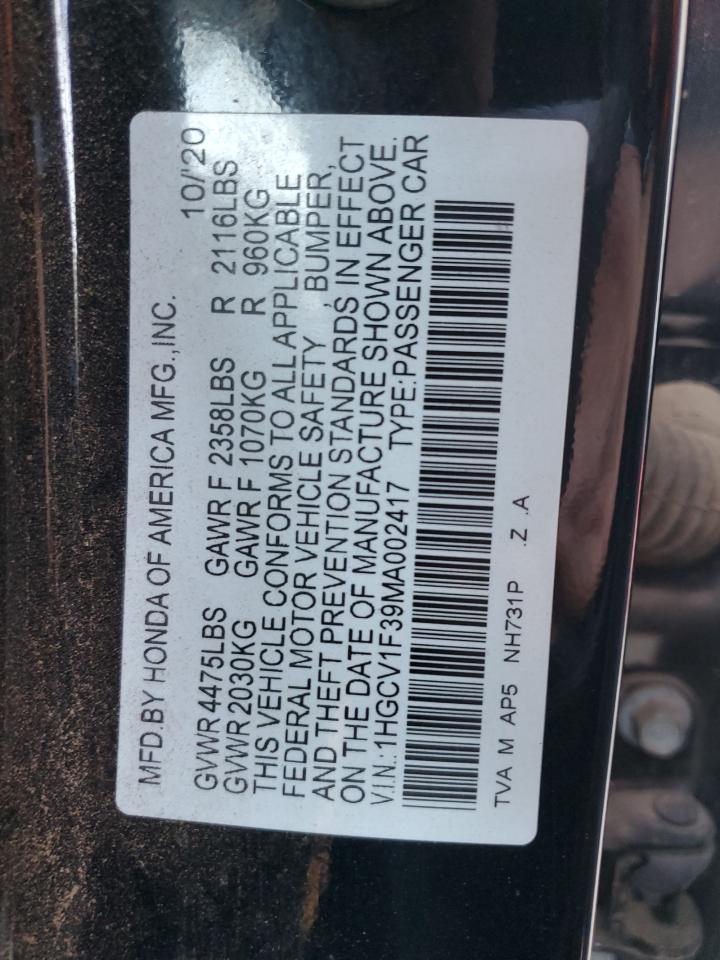 MFD.BY HONDA OF AMERICA MFG.,INC. 10/'20
GVWR 4475LBS GAWR F 2358LBS R 2116LBS
GVWR 2030KG GAWR F 1070KG R 960KG
THIS VEHICLE CONFORMS TO ALL APPLICABLE
FEDERAL MOTOR VEHICLE SAFETY, BUMPER,
AND THEFT PREVENTION STANDARDS IN EFFECT
ON THE DATE OF MANUFACTURE SHOWN ABOVE.
V.I.N.:1HGCV1F39MA002417 TYPE:PASSENGER CAR
TVA M AP5 NH731P .Z .A